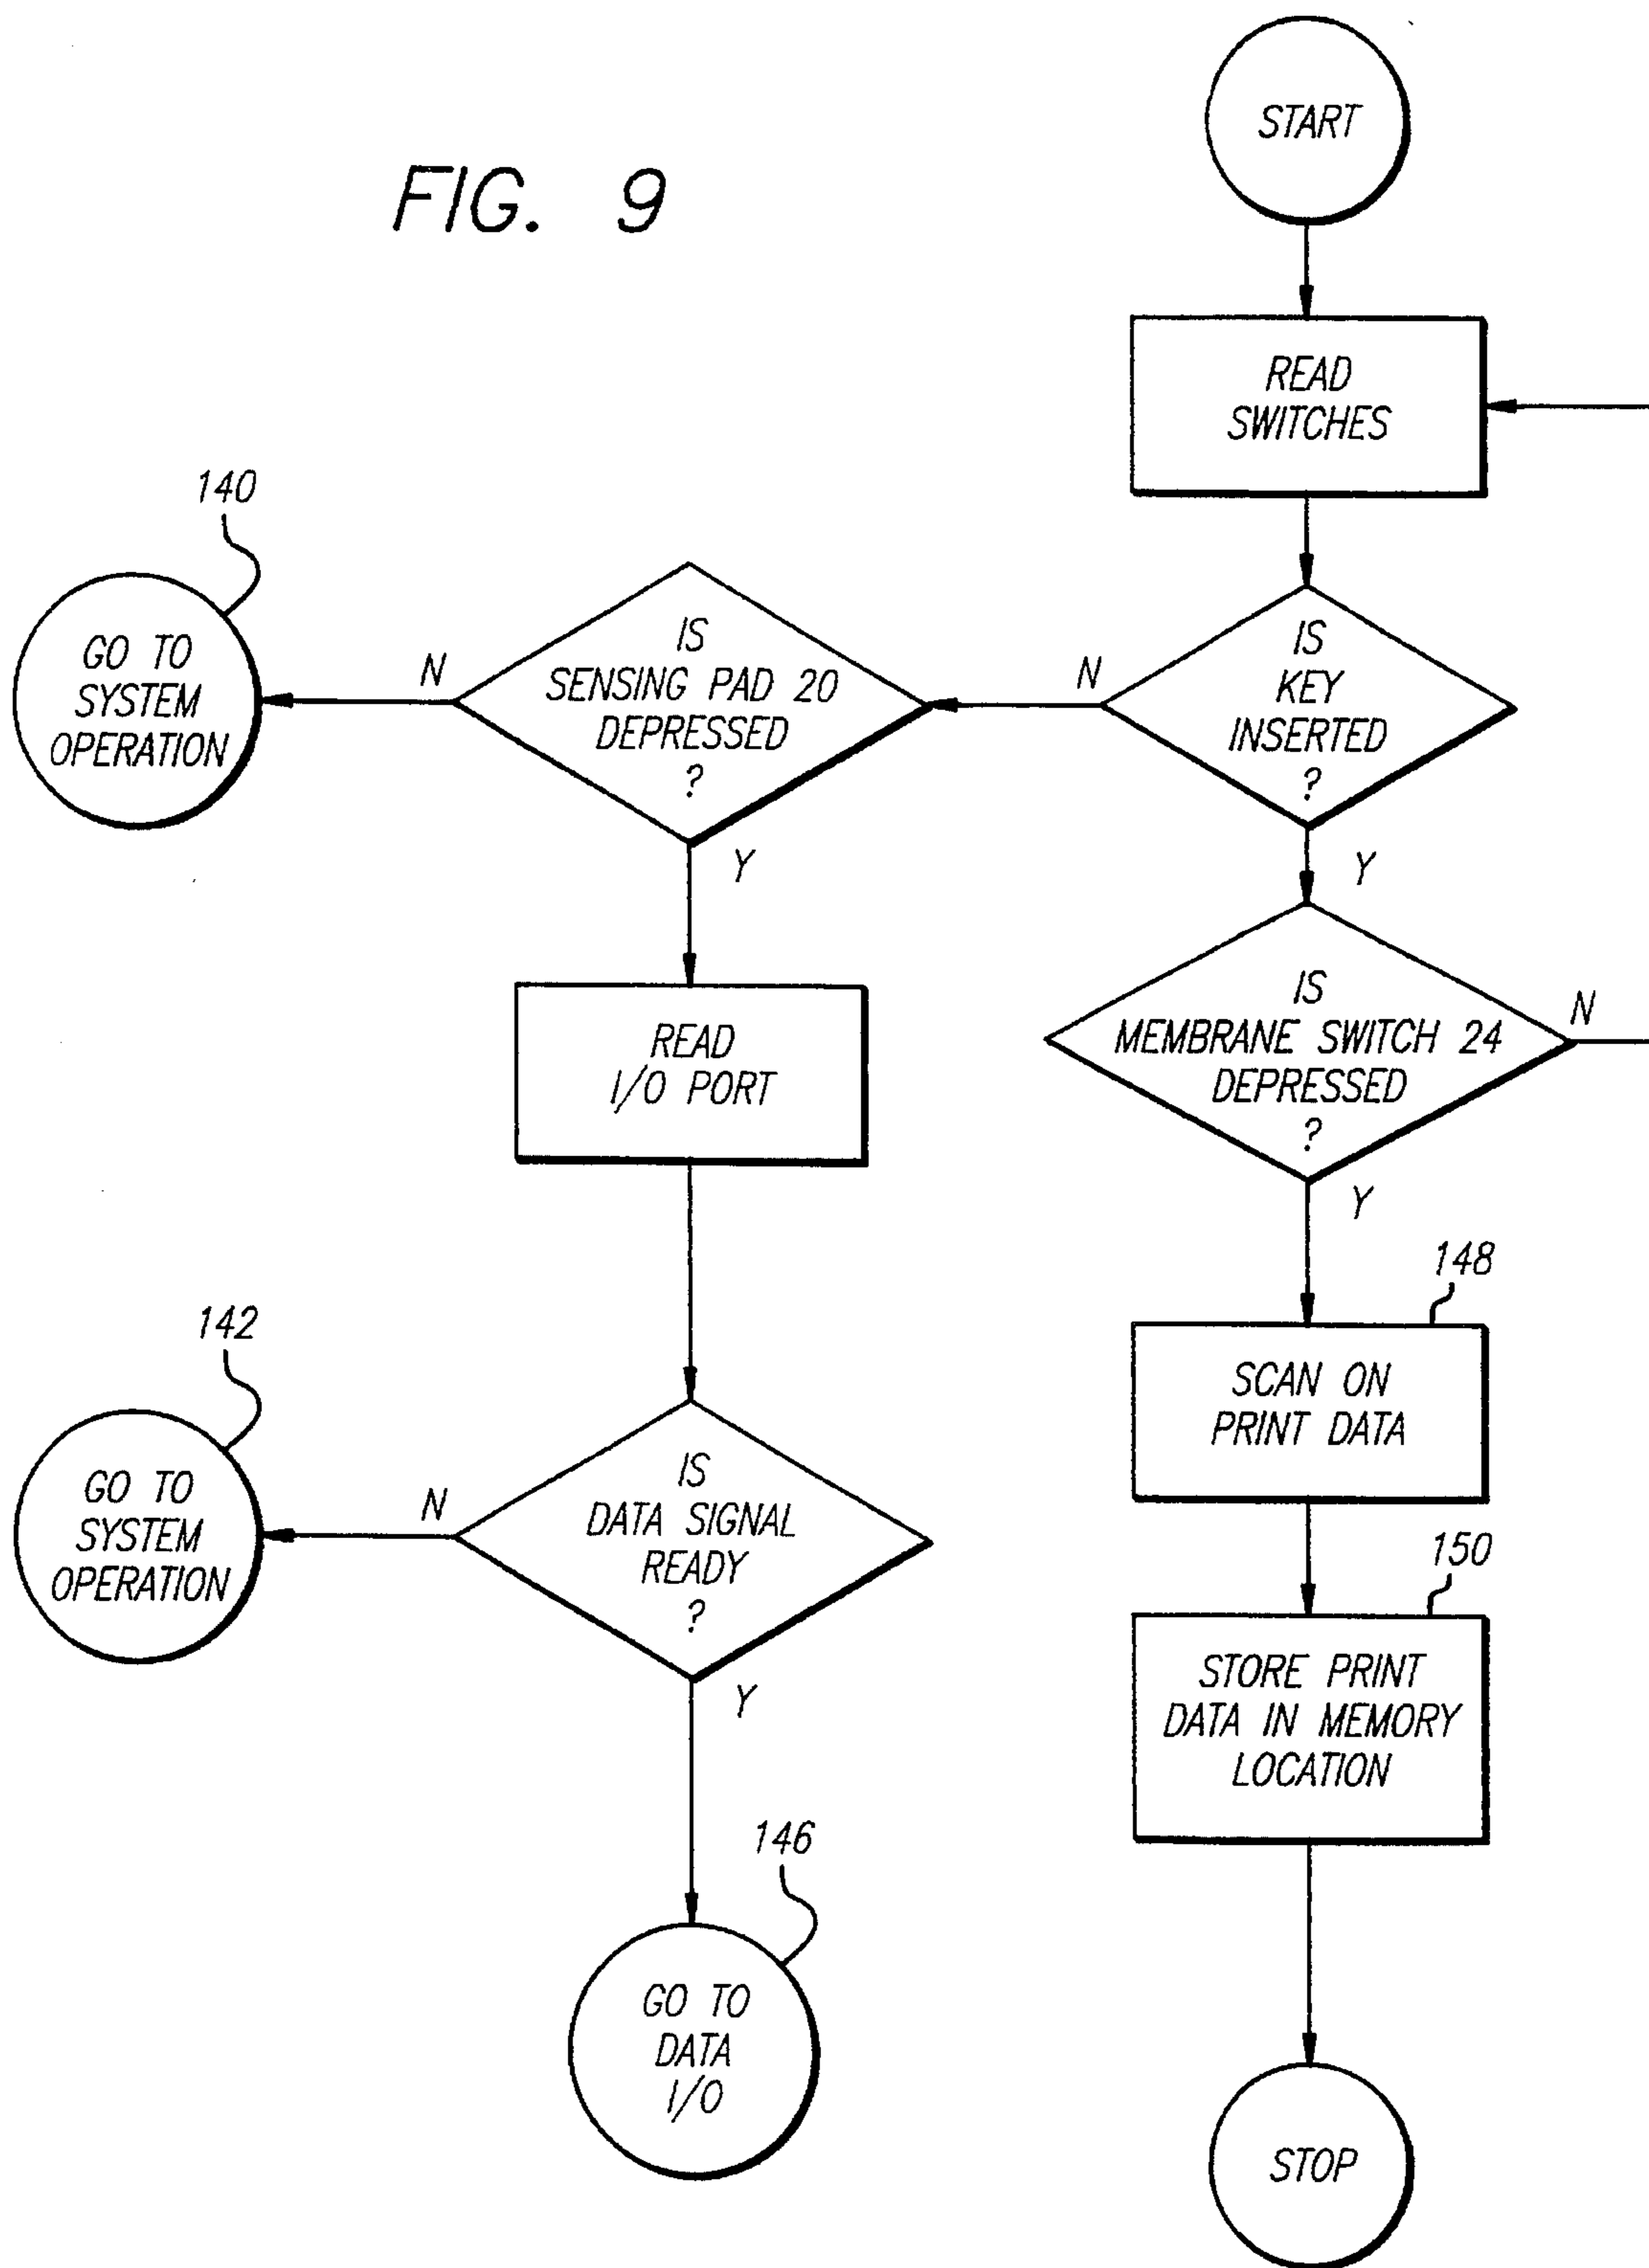 FIG. 9
START
READ
SWITCHES
140
GO TO
SYSTEM
OPERATION
N
IS
SENSING PAD 20
DEPRESSED
?
N
IS
KEY
INSERTED
?
Y
Y
READ
I/O PORT
IS
MEMBRANE SWITCH 24
DEPRESSED
?
N
Y
148
SCAN ON
PRINT DATA
142
GO TO
SYSTEM
OPERATION
N
IS
DATA SIGNAL
READY
?
Y
150
STORE PRINT
DATA IN MEMORY
LOCATION
146
GO TO
DATA
I/O
STOP